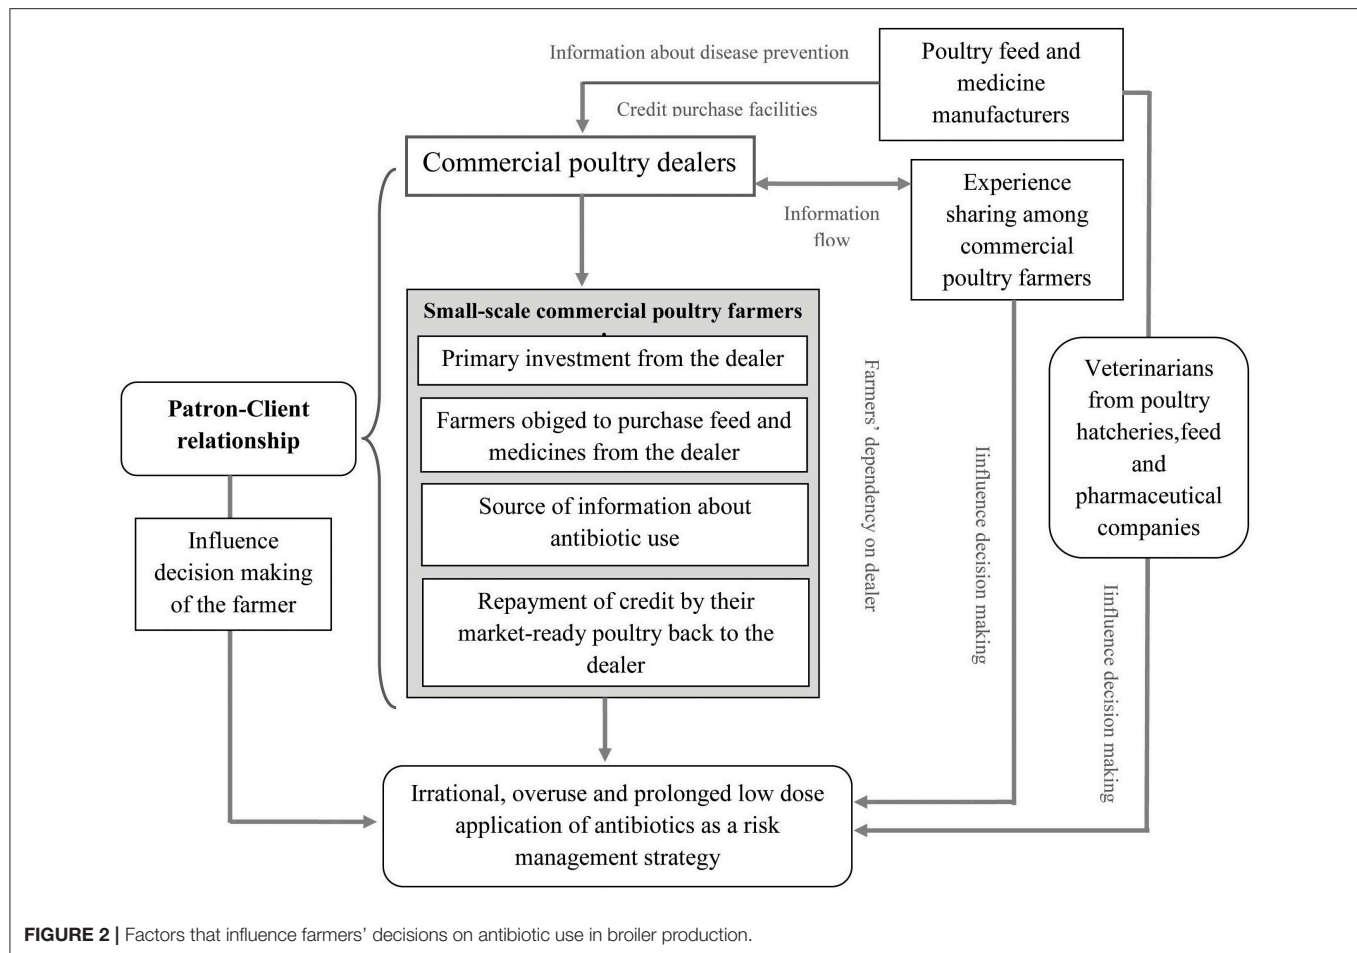 Information about disease prevention
Credit purchase facilities
Poultry feed and
medicine
manufacturers
Commercial poultry dealers
Information
flow
Experience
sharing among
commercial
poultry farmers
Small-scale commercial poultry farmers
Primary investment from the dealer
Farmers obiged to purchase feed and
medicines from the dealer
Source of information about
antibiotic use
Repayment of credit by their
market-ready poultry back to the
dealer
Patron-Client
relationship
Influence
decision making
of the farmer
Farmers’ dependency on dealer
Iinfluence decision making
Veterinarians
from poultry
hatcheries,feed
and
pharmaceutical
companies
Iinfluence decision making
Irrational, overuse and prolonged low dose
application of antibiotics as a risk
management strategy
FIGURE 2 | Factors that influence farmers’ decisions on antibiotic use in broiler production.